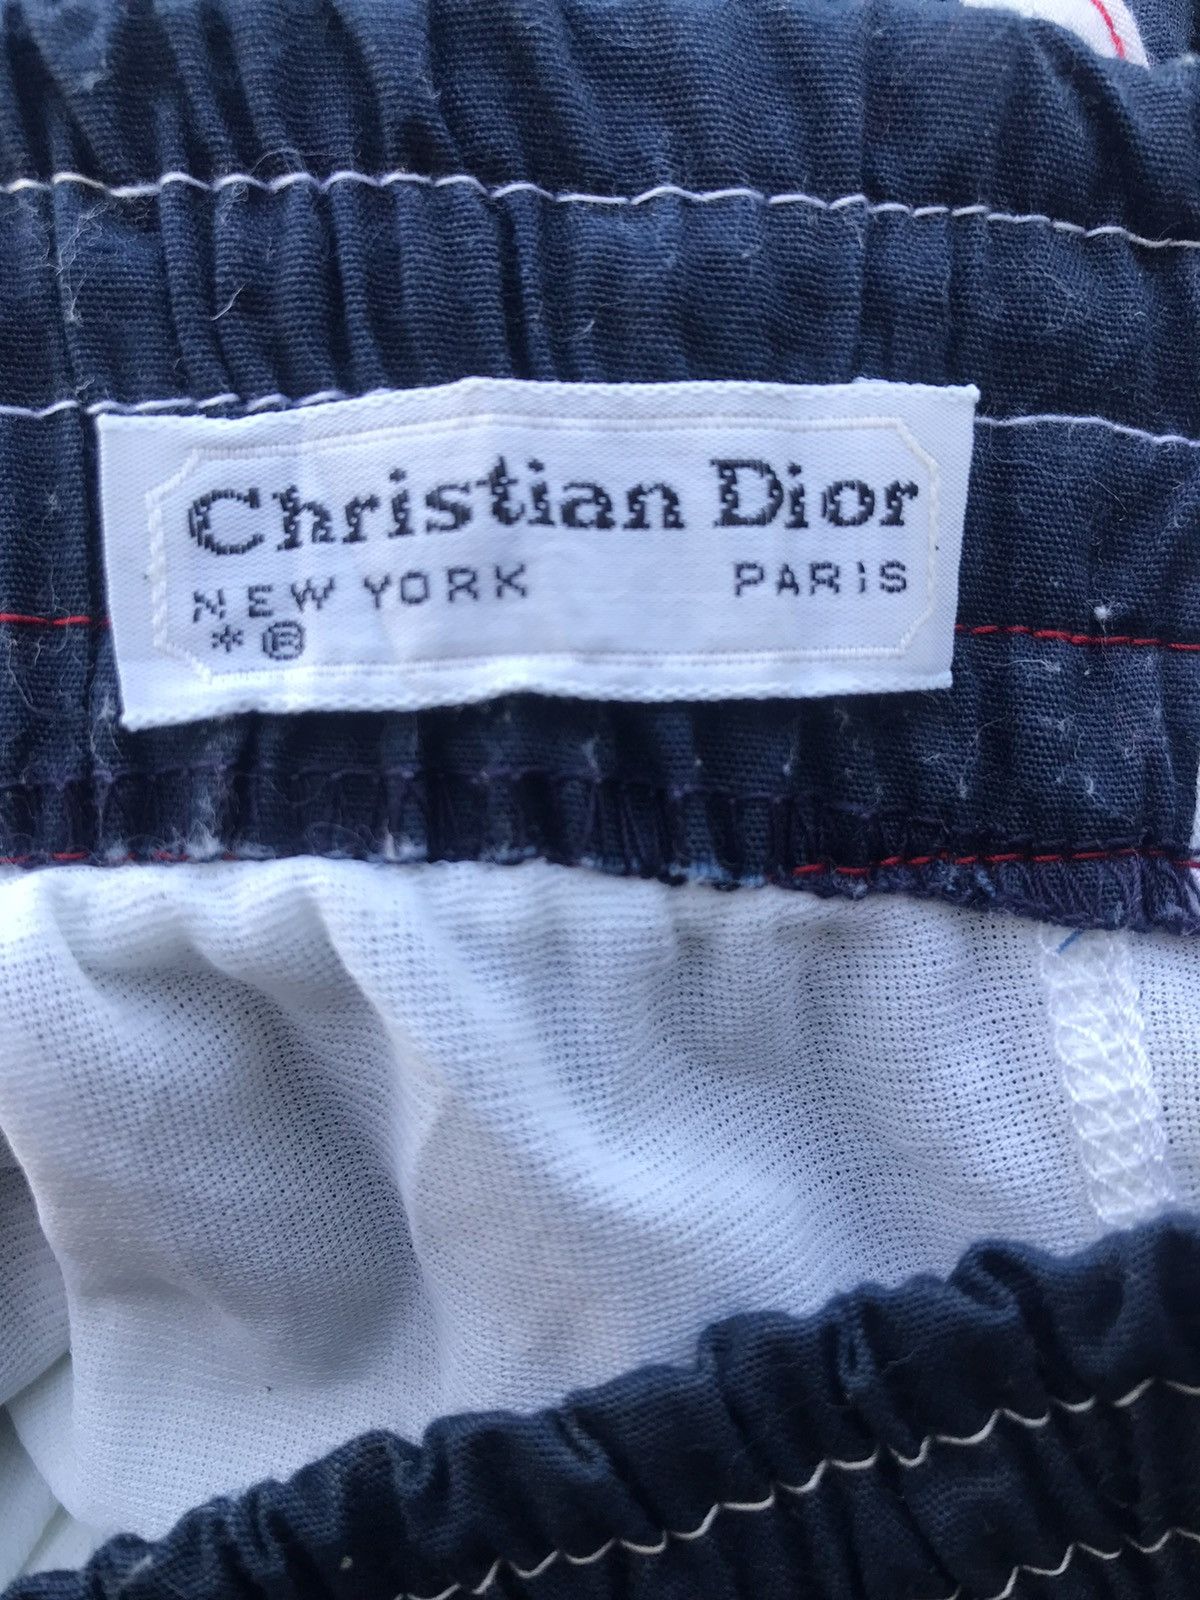 Christian Dior
NEW YORK PARIS
*®